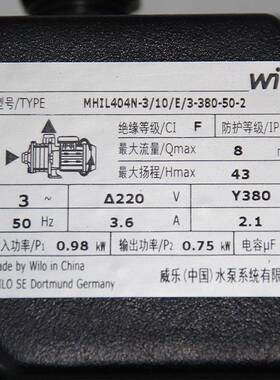 wi
型号/TYPE MHIL404N-3/10/E/3-380-50-2
绝缘等级/CI F 防护等级/IP
最大流量/Qmax 8
最大扬程/Hmax 43
3 ~ Δ220 V Y380
50 Hz 3.6 A 2.1
入功率/P1 0.98 kW 输出功率/P2 0.75 kW 电容μF
Made by Wilo in China
ILO SE Dortmund Germany
威乐(中国)水泵系统有限